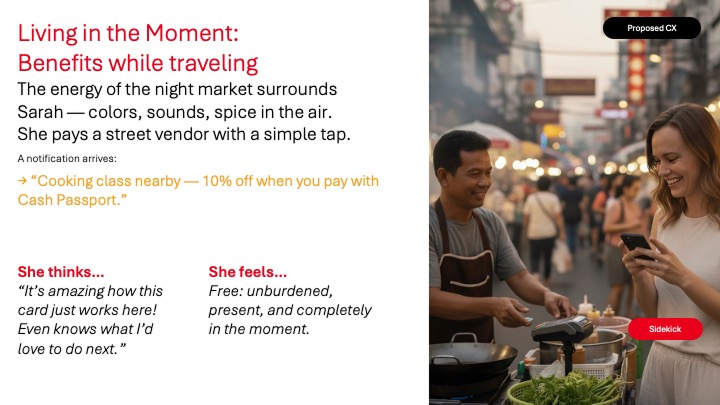 Living in the Moment:
Benefits while traveling
The energy of the night market surrounds
Sarah — colors, sounds, spice in the air.
She pays a street vendor with a simple tap.
A notification arrives:
→ “Cooking class nearby — 10% off when you pay with
Cash Passport.”
She thinks...
“It’s amazing how this
card just works here!
Even knows what I’d
love to do next.”
She feels...
Free: unburdened,
present, and completely
in the moment.
Proposed CX
Sidekick